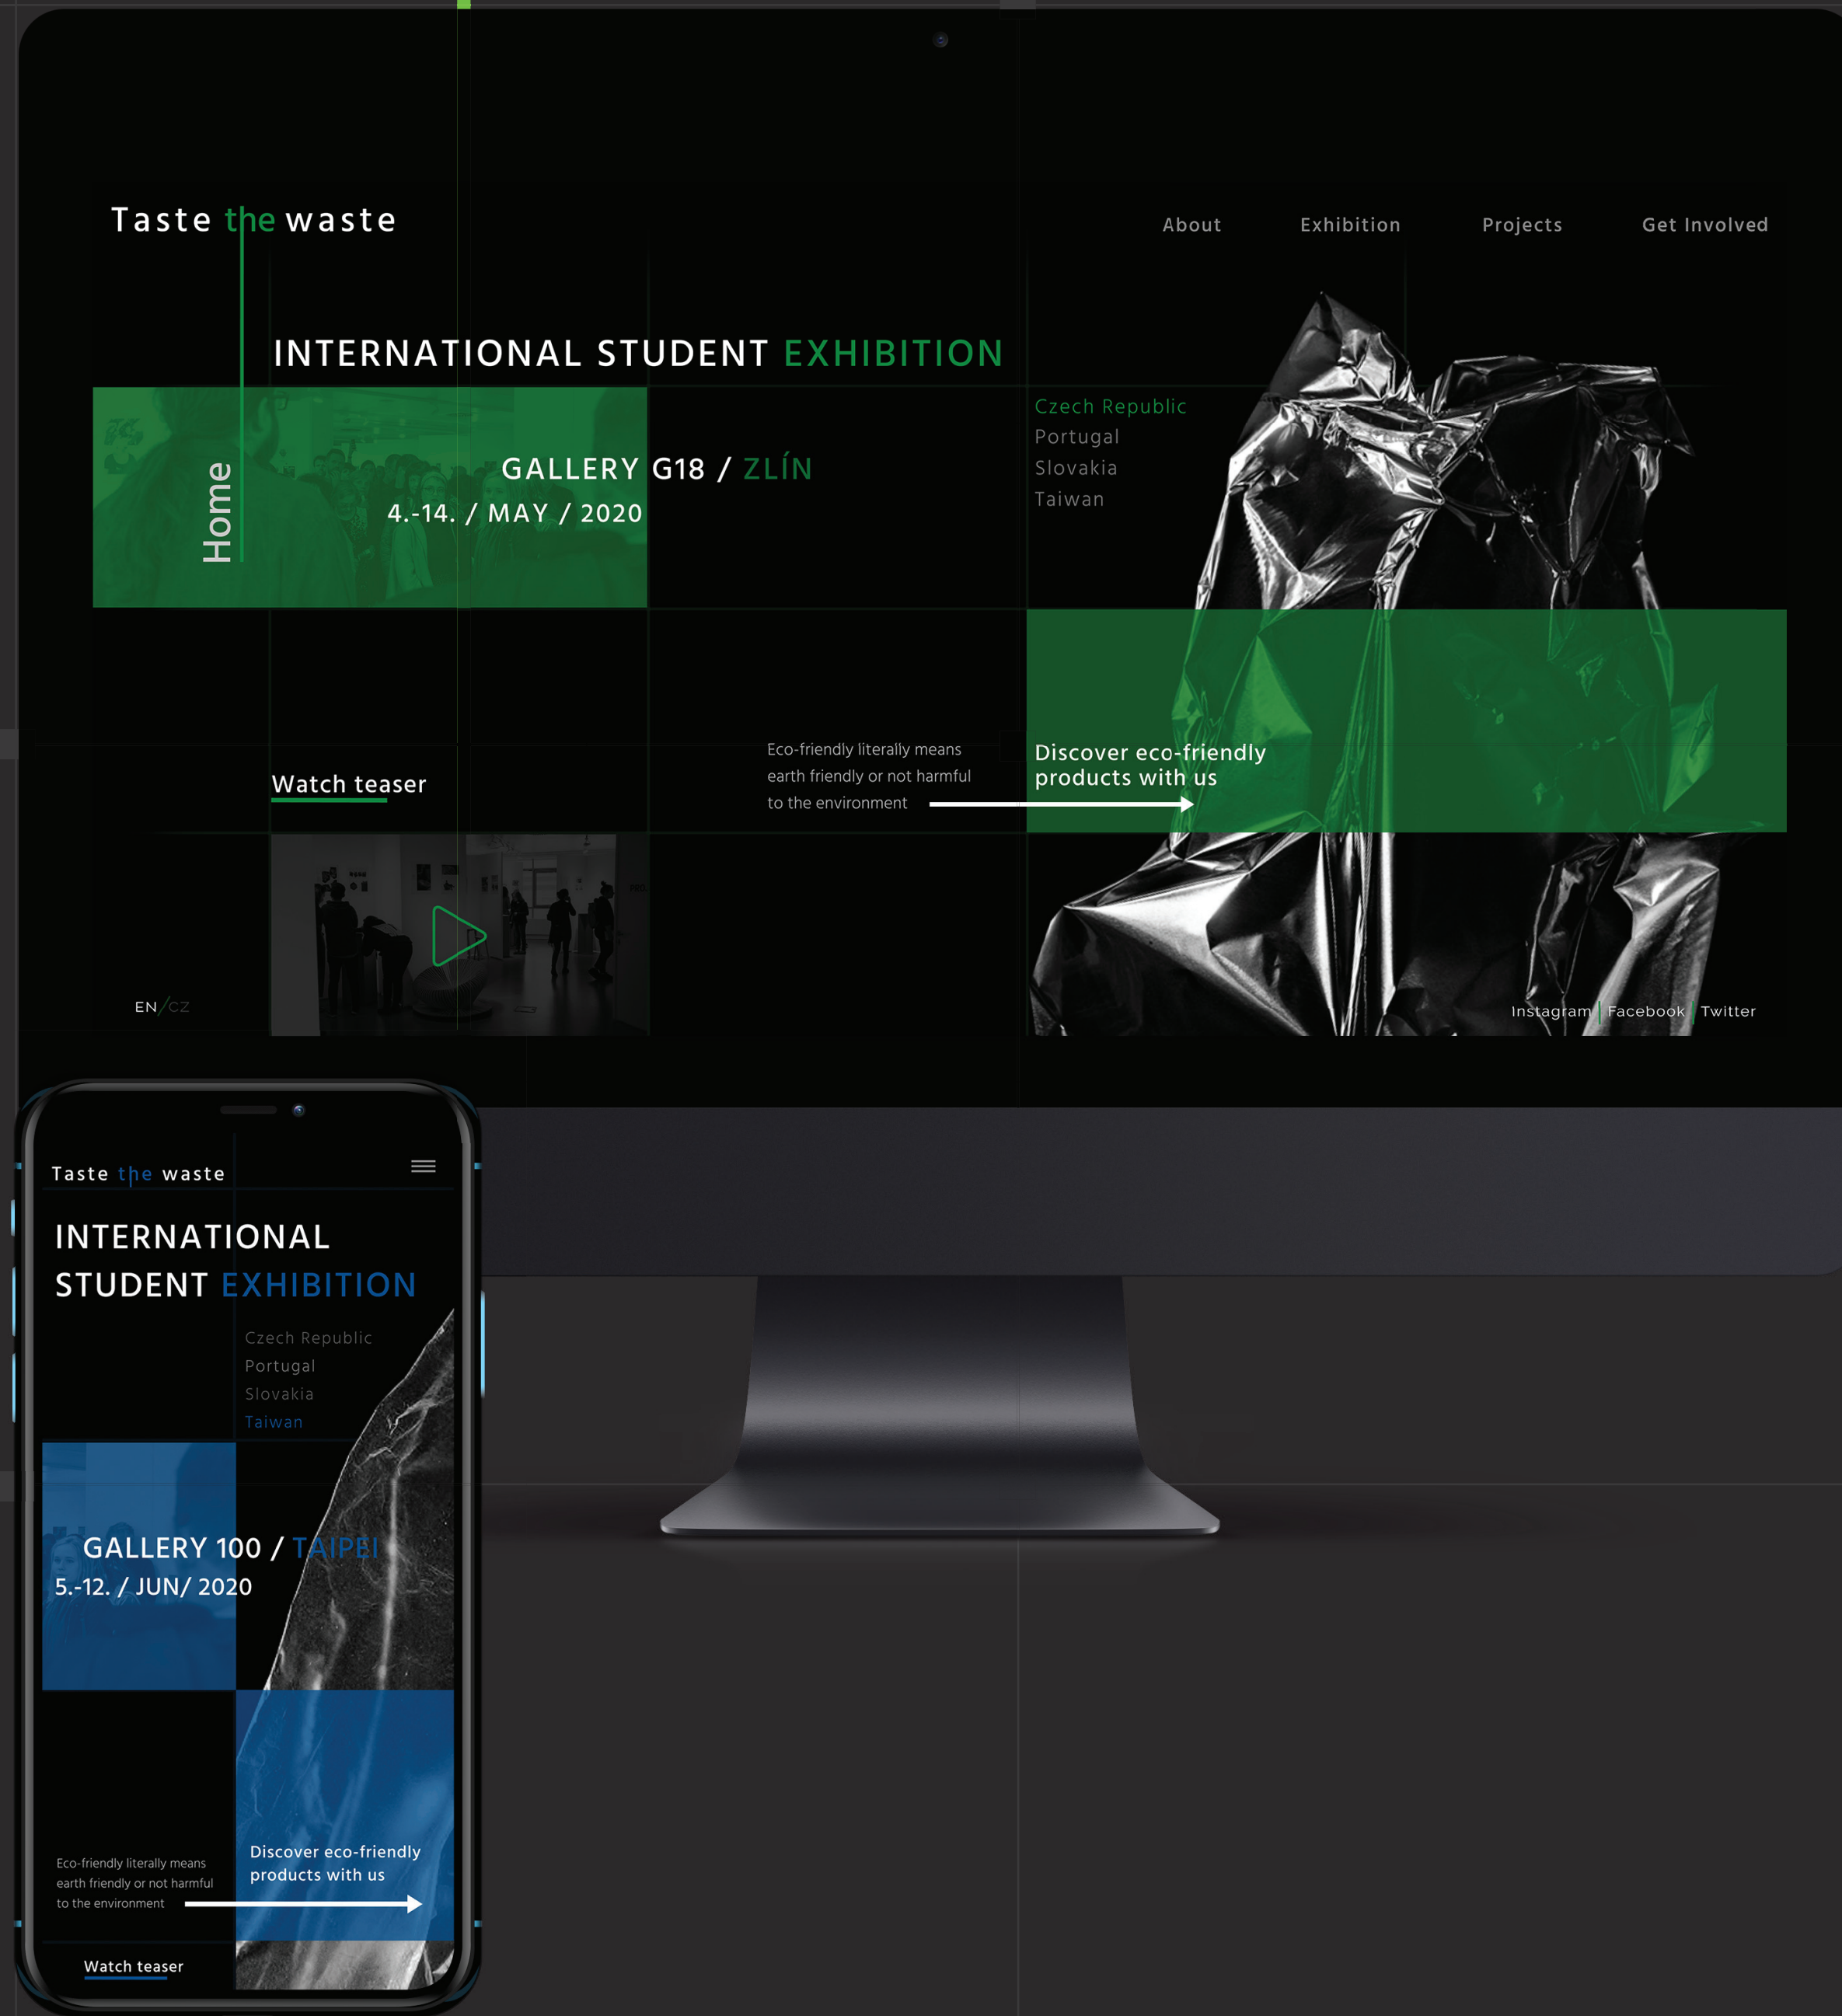 Taste the waste
About Exhibition Projects Get Involved
INTERNATIONAL STUDENT EXHIBITION
Czech Republic
Portugal
Slovakia
Taiwan
GALLERY G18 / ZLÍN
4.-14. / MAY / 2020
Home
Eco-friendly literally means
earth friendly or not harmful
to the environment
Discover eco-friendly
products with us
Watch teaser
EN/CZ
Instagram | Facebook | Twitter
Taste the waste
INTERNATIONAL
STUDENT EXHIBITION
Czech Republic
Portugal
Slovakia
Taiwan
GALLERY 100 / TAIPEI
5.-12. / JUN/ 2020
Eco-friendly literally means
earth friendly or not harmful
to the environment
Discover eco-friendly
products with us
Watch teaser